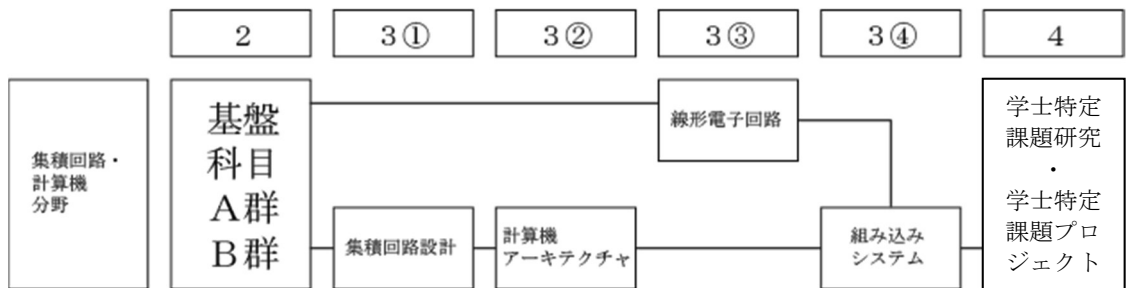 2
3①
3②
3③
3④
4
集積回路・
計算機
分野
基盤
科目
A群
B群
集積回路設計
計算機
アーキテクチャ
線形電子回路
組み込み
システム
学士特定
課題研究
・
学士特定
課題プロ
ジェクト